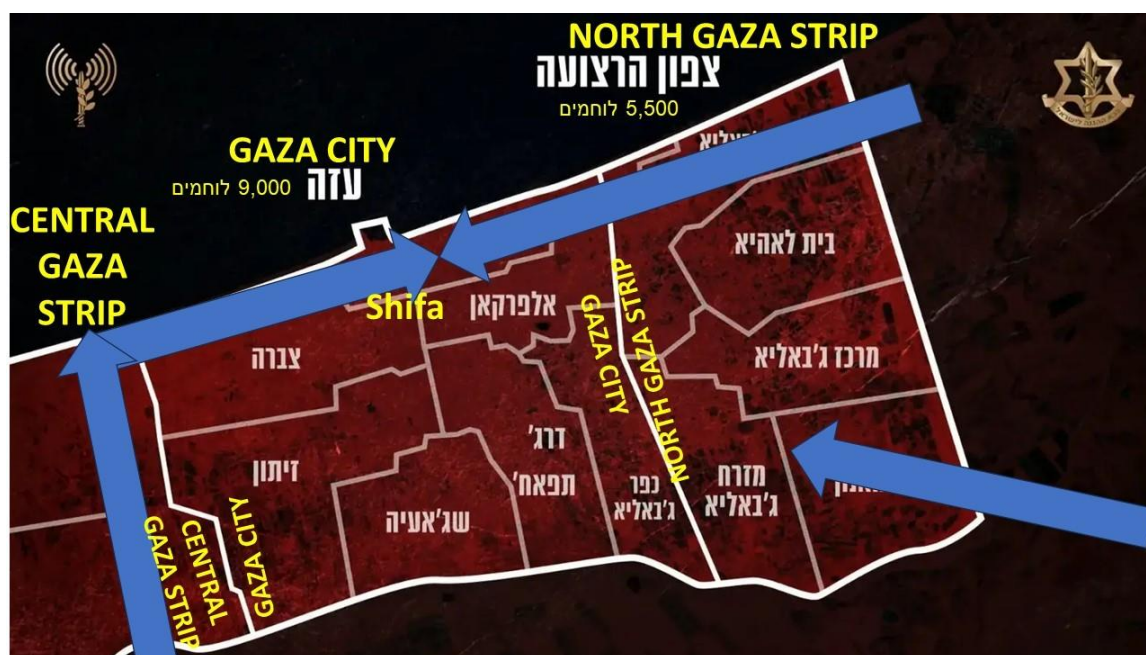 NORTH GAZA STRIP
צפון הרצועה
5,500 לוחמים
GAZA CITY
עזה
9,000 לוחמים
CENTRAL
GAZA
STRIP
בית לאהיא
Shifa
אלפרקאן
GAZA CITY
NORTH GAZA STRIP
צברה
מרכז ג'באליא
דרג'
תפאח'
זיתון
שג'אעיה
כפר
ג'באליא
מזרח
ג'באליא
CENTRAL
GAZA STRIP
GAZA CITY